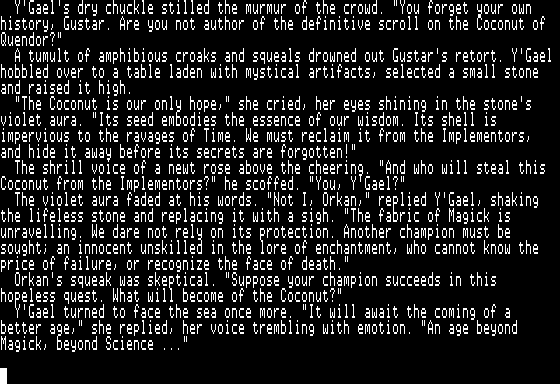 Y'Gael's dry chuckle stilled the murmur of the crowd. "You forget your own
history, Gustar. Are you not author of the definitive scroll on the Coconut of
Quendor?"
A tumult of amphibious croaks and squeals drowned out Gustar's retort. Y'Gael
hobbled over to a table laden with mystical artifacts, selected a small stone
and raised it high.
"The Coconut is our only hope," she cried, her eyes shining in the stone's
violet aura. "Its seed embodies the essence of our wisdom. Its shell is
impervious to the ravages of Time. We must reclaim it from the Implementors,
and hide it away before its secrets are forgotten!"
The shrill voice of a newt rose above the cheering. "And who will steal this
Coconut from the Implementors?" he scoffed. "You, Y'Gael?"
The violet aura faded at his words. "Not I, Orkan," replied Y'Gael, shaking
the lifeless stone and replacing it with a sigh. "The fabric of Magick is
unravelling. We dare not rely on its protection. Another champion must be
sought; an innocent unskilled in the lore of enchantment, who cannot know the
price of failure, or recognize the face of death."
Orkan's squeak was skeptical. "Suppose your champion succeeds in this
hopeless quest. What will become of the Coconut?"
Y'Gael turned to face the sea once more. "It will await the coming of a
better age," she replied, her voice trembling with emotion. "An age beyond
Magick, beyond Science ..."